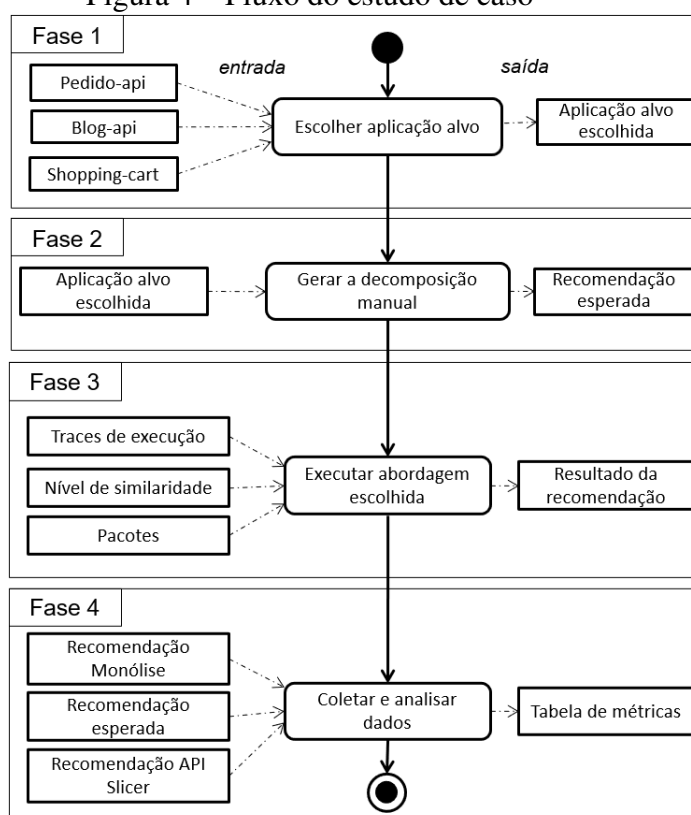 Figura 4 – Fluxo do estudo de caso
Fase 1
entrada
saída
Pedido-api
Blog-api
Shopping-cart
Escolher aplicação alvo
Aplicação alvo
escolhida
Fase 2
Aplicação alvo
escolhida
Gerar a decomposição
manual
Recomendação
esperada
Fase 3
Traces de execução
Nível de similaridade
Pacotes
Executar abordagem
escolhida
Resultado da
recomendação
Fase 4
Recomendação
Monólise
Recomendação
esperada
Recomendação API
Slicer
Coletar e analisar
dados
Tabela de métricas